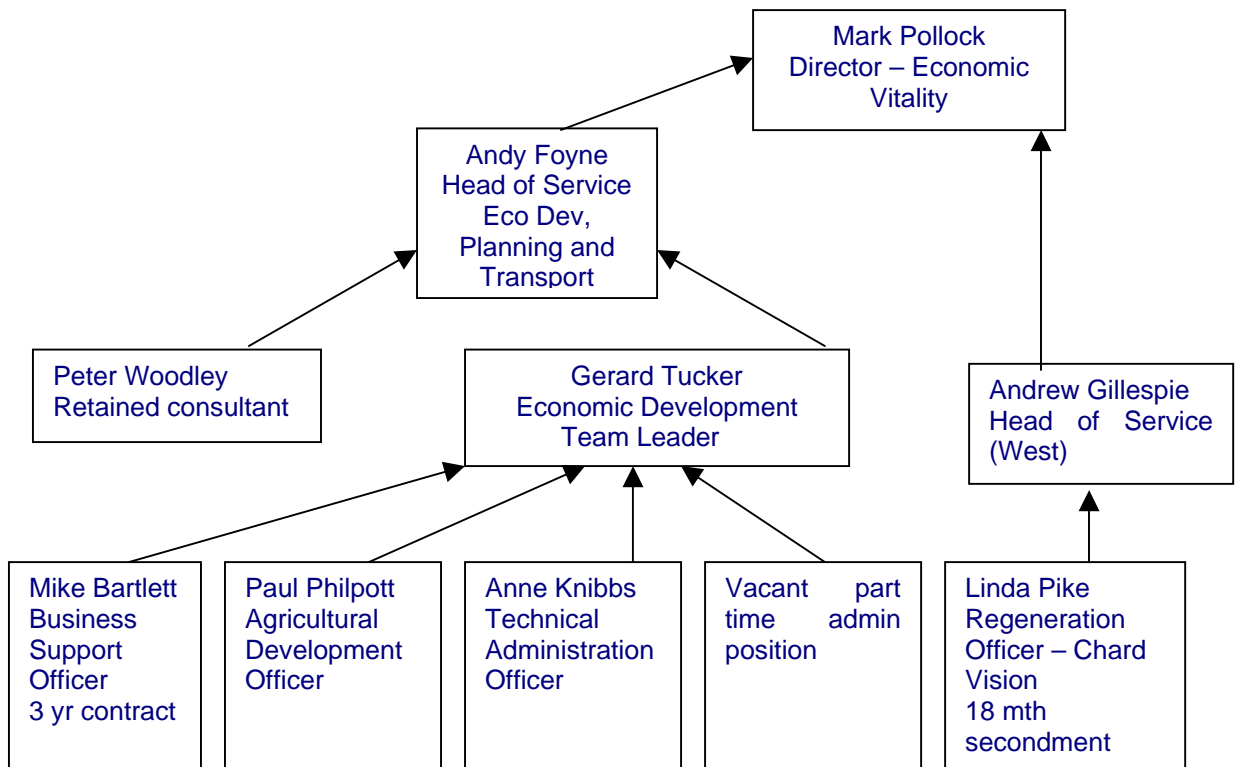 Mark Pollock
Director – Economic
Vitality
Andy Foyne
Head of Service
Eco Dev,
Planning and
Transport
Peter Woodley
Retained consultant
Gerard Tucker
Economic Development
Team Leader
Andrew Gillespie
Head of Service
(West)
Mike Bartlett
Business
Support
Officer
3 yr contract
Paul Philpott
Agricultural
Development
Officer
Anne Knibbs
Technical
Administration
Officer
Vacant part
time admin
position
Linda Pike
Regeneration
Officer – Chard
Vision
18 mth
secondment